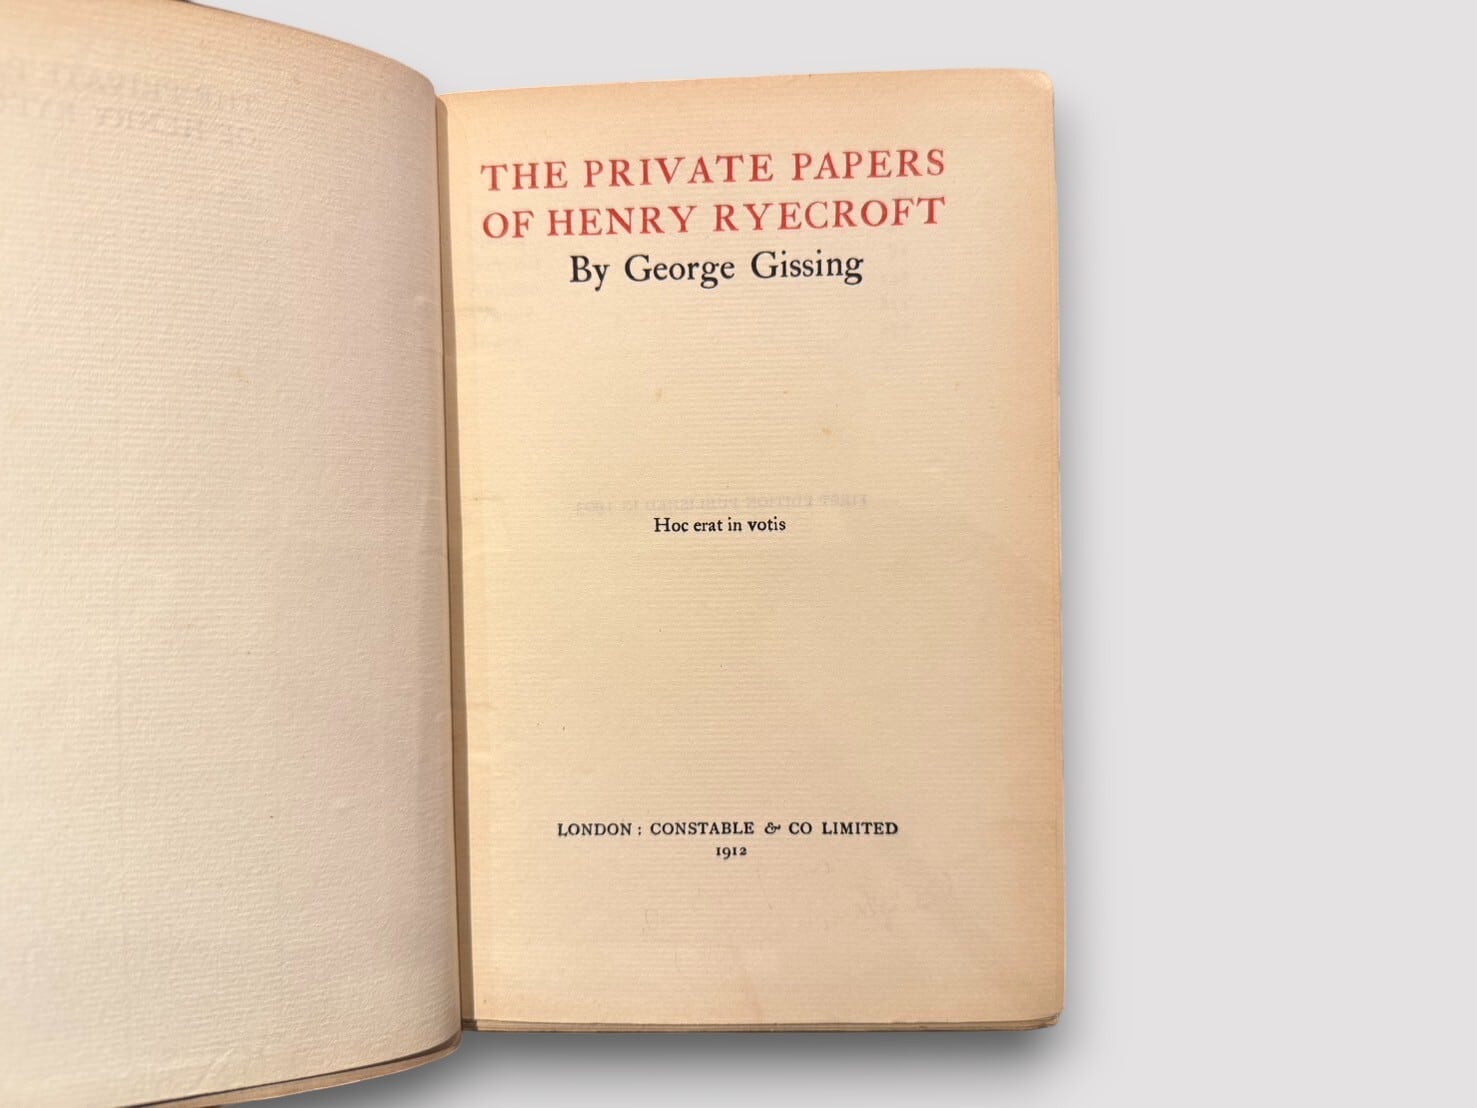 THE PRIVATE PAPERS
OF HENRY RYECROFT
By George Gissing
Hoc erat in votis
LONDON : CONSTABLE & CO LIMITED
1912